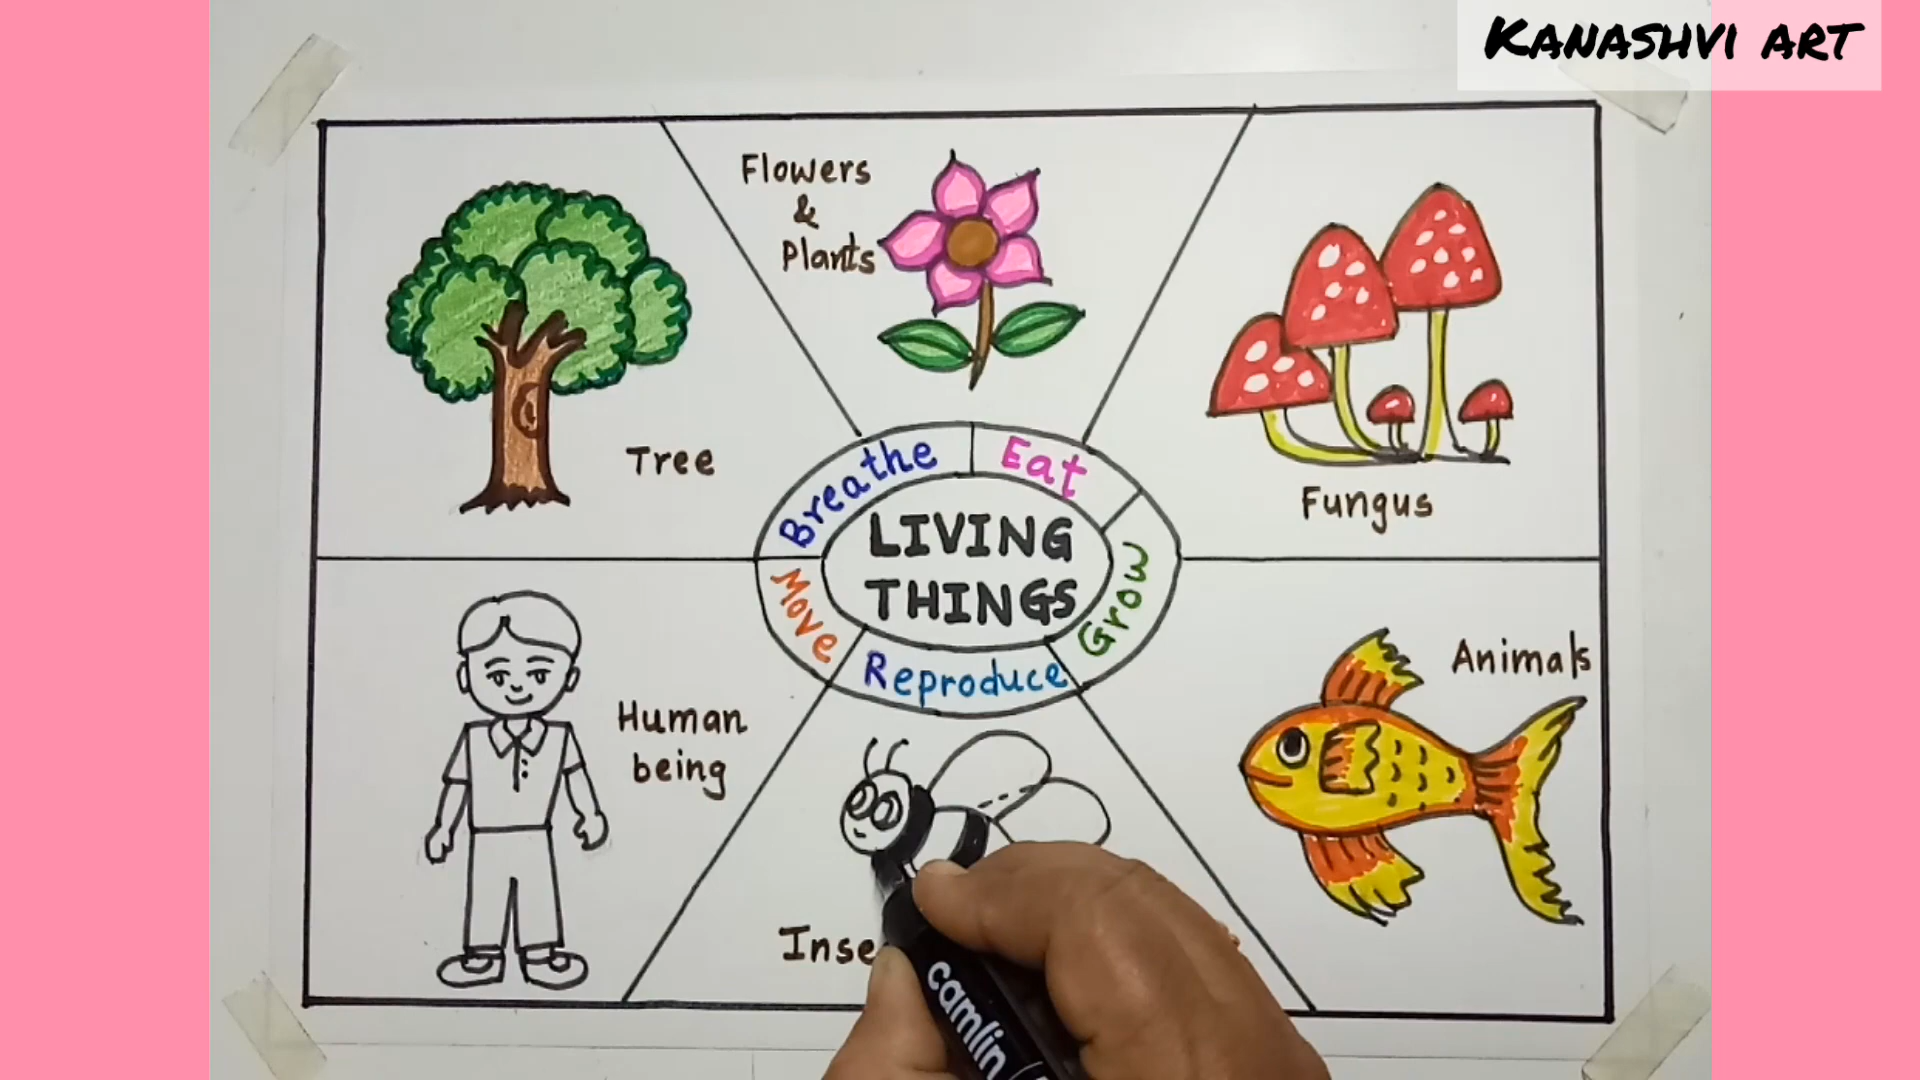 KANASHVI ART
Flowers
&
Plants
Tree
Fungus
Breathe
Eat
Grow
Reproduce
Move
LIVING
THINGS
Human
being
Animals
Inse
camlin